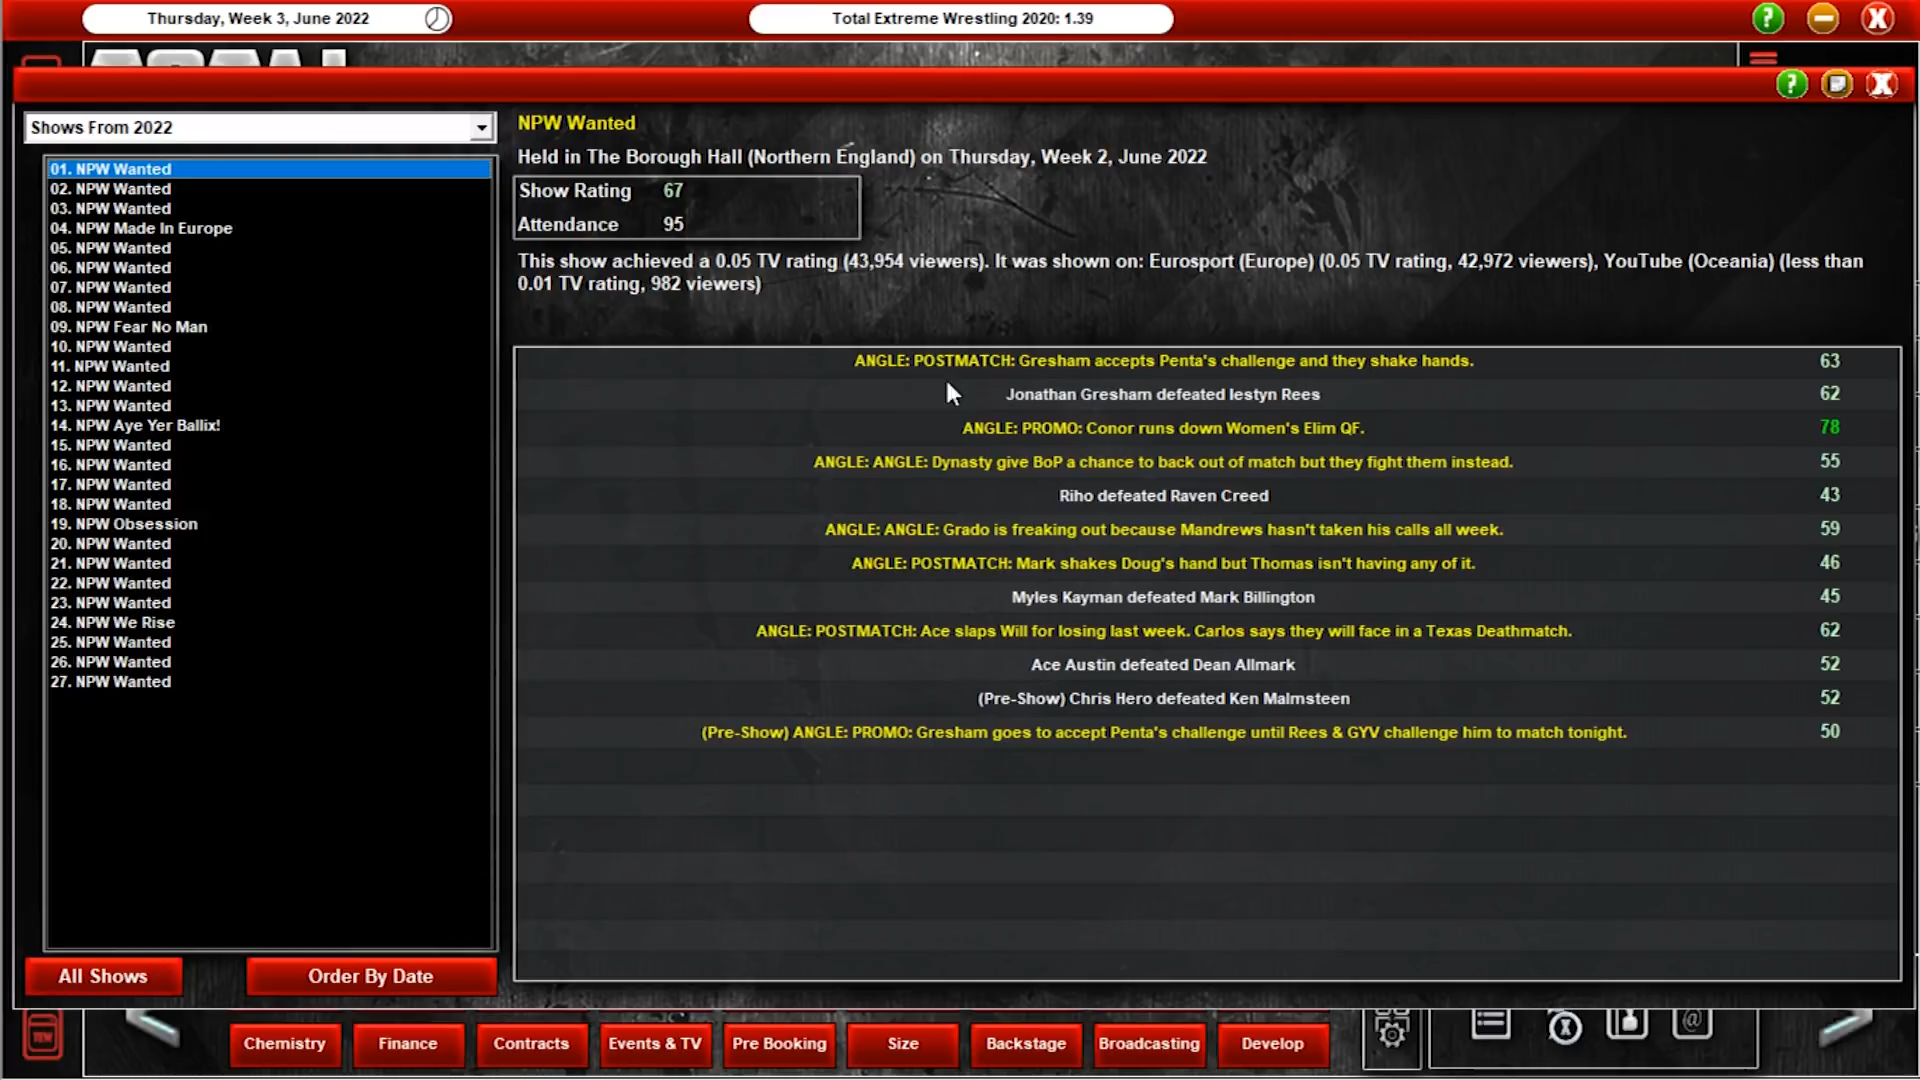 Thursday, Week 3, June 2022
Total Extreme Wrestling 2020: 1.39
Shows From 2022
01. NPW Wanted
02. NPW Wanted
03. NPW Wanted
04. NPW Made In Europe
05. NPW Wanted
06. NPW Wanted
07. NPW Wanted
08. NPW Wanted
09. NPW Fear No Man
10. NPW Wanted
11. NPW Wanted
12. NPW Wanted
13. NPW Wanted
14. NPW Aye Yer Ballix!
15. NPW Wanted
16. NPW Wanted
17. NPW Wanted
18. NPW Wanted
19. NPW Obsession
20. NPW Wanted
21. NPW Wanted
22. NPW Wanted
23. NPW Wanted
24. NPW We Rise
25. NPW Wanted
26. NPW Wanted
27. NPW Wanted
All Shows
Order By Date
NPW Wanted
Held in The Borough Hall (Northern England) on Thursday, Week 2, June 2022
Show Rating 67
Attendance 95
This show achieved a 0.05 TV rating (43,954 viewers). It was shown on: Eurosport (Europe) (0.05 TV rating, 42,972 viewers), YouTube (Oceania) (less than
0.01 TV rating, 982 viewers)
ANGLE: POSTMATCH: Gresham accepts Penta's challenge and they shake hands. 63
Jonathan Gresham defeated Iestyn Rees 62
ANGLE: PROMO: Conor runs down Women's Elim QF. 78
ANGLE: ANGLE: Dynasty give BoP a chance to back out of match but they fight them instead. 55
Riho defeated Raven Creed 43
ANGLE: ANGLE: Grado is freaking out because Mandrews hasn't taken his calls all week. 59
ANGLE: POSTMATCH: Mark shakes Doug's hand but Thomas isn't having any of it. 46
Myles Kayman defeated Mark Billington 45
ANGLE: POSTMATCH: Ace slaps Will for losing last week. Carlos says they will face in a Texas Deathmatch. 62
Ace Austin defeated Dean Allmark 52
(Pre-Show) Chris Hero defeated Ken Malmsteen 52
(Pre-Show) ANGLE: PROMO: Gresham goes to accept Penta's challenge until Rees & GYV challenge him to match tonight. 50
TEW
Chemistry
Finance
Contracts
Events & TV
Pre Booking
Size
Backstage
Broadcasting
Develop